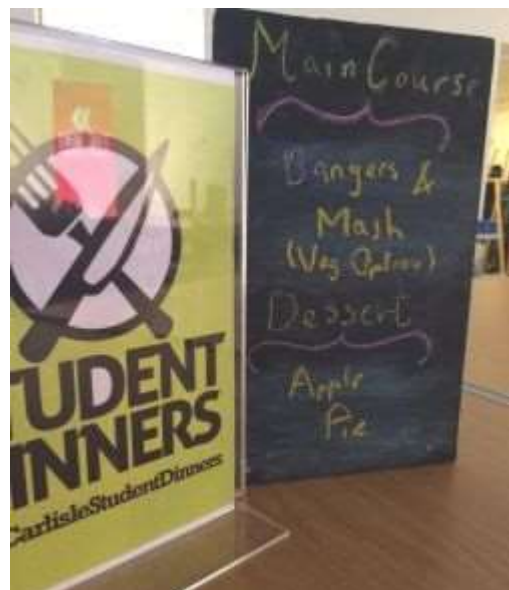 TUDENT
INNERS
CarlisleStudentDinners
Main Course
Bangers &
Mash
(Veg Option)
Dessert
Apple
Pie